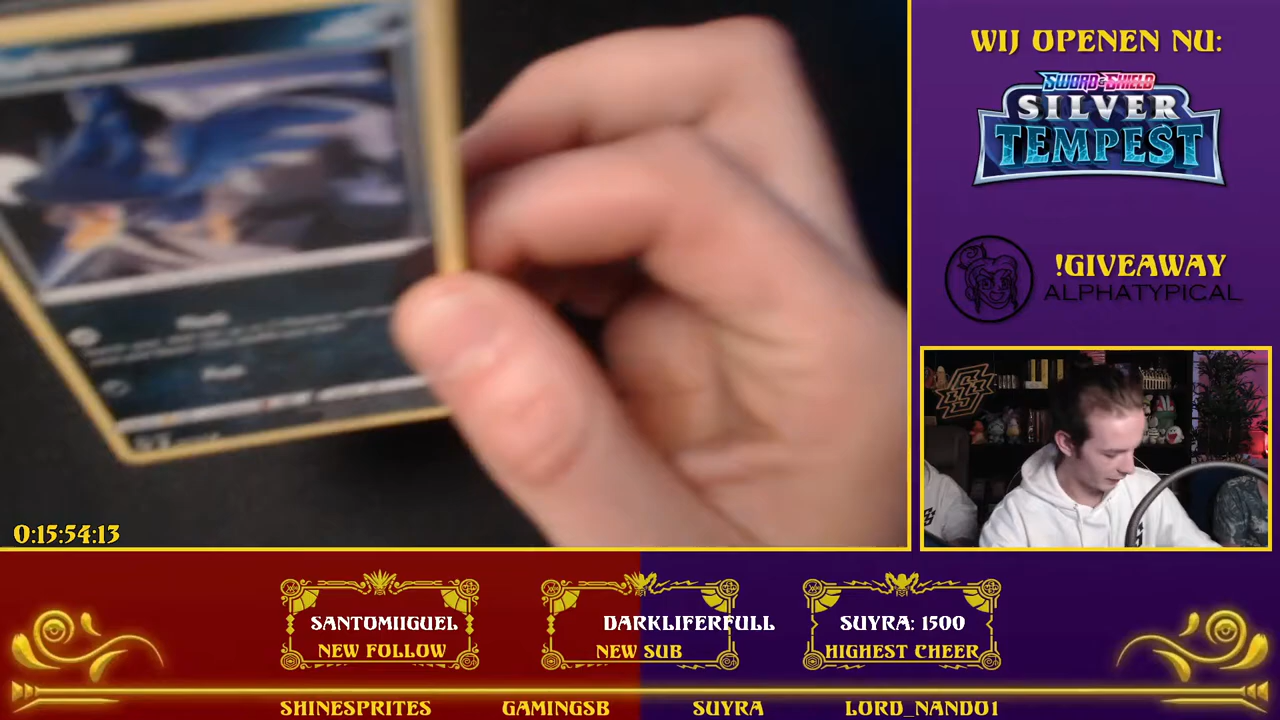 WIJ OPENEN NU:
SWORD & SHIELD
SILVER
TEMPEST
!GIVEAWAY
ALPHATYPICAL
0:15:54:13
SANTOMIIGUEL
NEW FOLLOW
DARKLIFERFULL
NEW SUB
SUYRA: 1500
HIGHEST CHEER
SHINESPRITES
GAMINGSB
SUYRA
LORD_NANDO1